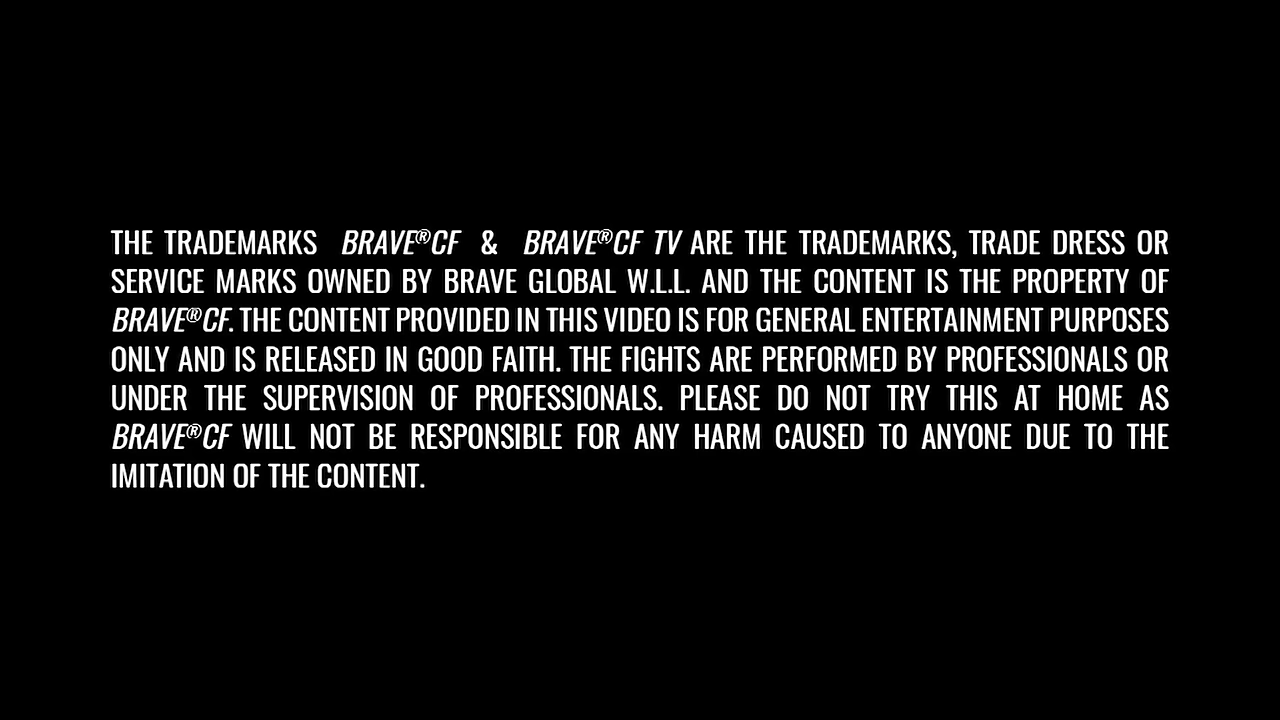 THE TRADEMARKS BRAVE®CF & BRAVE®CF TV ARE THE TRADEMARKS, TRADE DRESS OR
SERVICE MARKS OWNED BY BRAVE GLOBAL W.L.L. AND THE CONTENT IS THE PROPERTY OF
BRAVE®CF. THE CONTENT PROVIDED IN THIS VIDEO IS FOR GENERAL ENTERTAINMENT PURPOSES
ONLY AND IS RELEASED IN GOOD FAITH. THE FIGHTS ARE PERFORMED BY PROFESSIONALS OR
UNDER THE SUPERVISION OF PROFESSIONALS. PLEASE DO NOT TRY THIS AT HOME AS
BRAVE®CF WILL NOT BE RESPONSIBLE FOR ANY HARM CAUSED TO ANYONE DUE TO THE
IMITATION OF THE CONTENT.